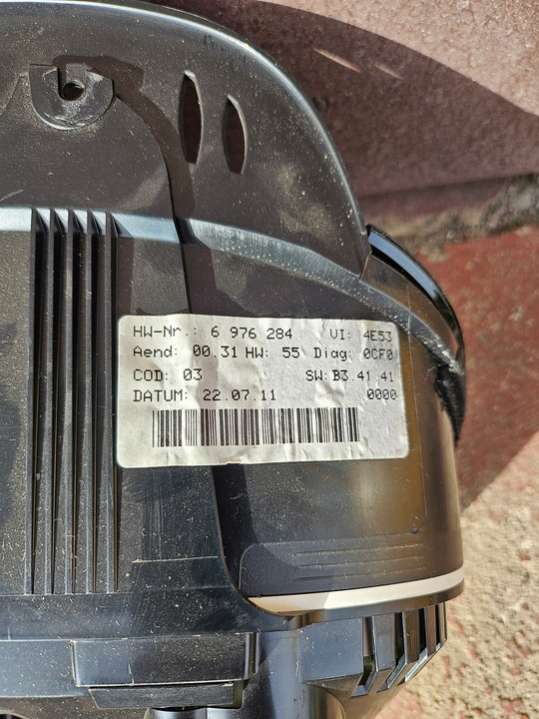 HW-Nr.: 6 976 284 VI: 4E53
Aend: 00.31 HW: 55 Diag: 0CF0
COD: 03 SW: B3.41.41
DATUM: 22.07.11 0000